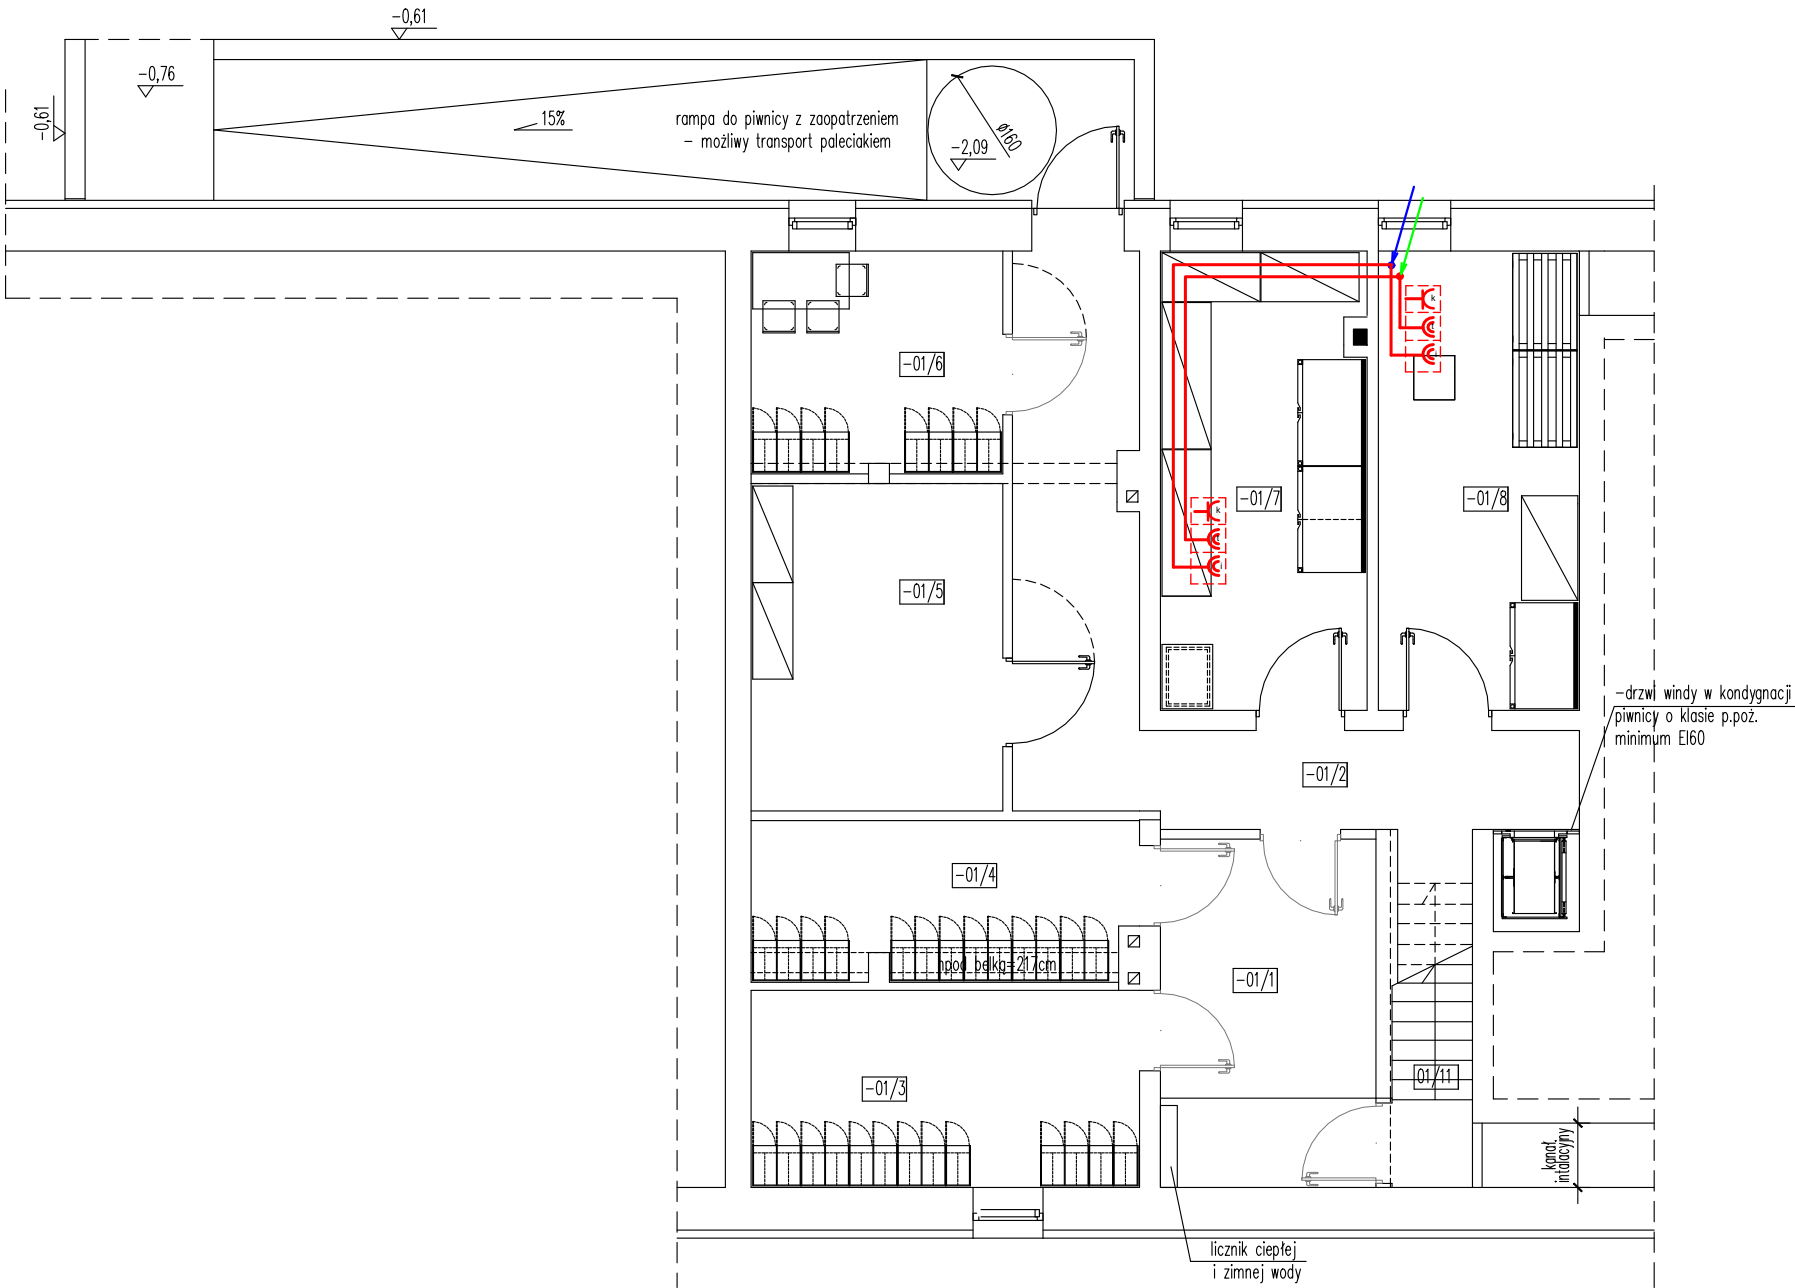 -0,61
-0,76
-0,61
15%
rampa do piwnicy z zaopatrzeniem
- możliwy transport paleciakiem
ø160
-2,09
-01/6
k
-01/7
-01/8
k
-01/5
-drzwi windy w kondygnacji
piwnicy o klasie p.poż.
minimum EI60
-01/2
-01/4
hpod belką=217cm
-01/1
-01/3
01/11
kanał
intalacyjny
licznik ciepłej
i zimnej wody